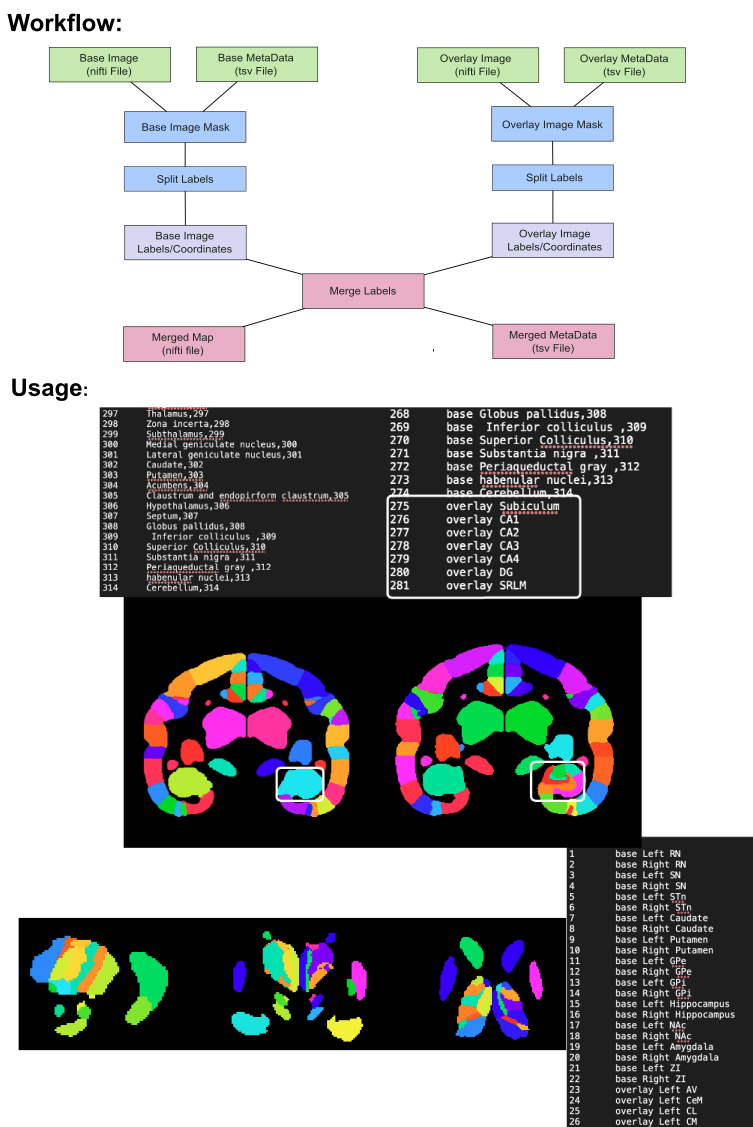 Workflow:
Base Image
(nifti File)
Base MetaData
(tsv File)
Overlay Image
(nifti File)
Overlay MetaData
(tsv File)
Base Image Mask
Overlay Image Mask
Split Labels
Split Labels
Base Image
Labels/Coordinates
Overlay Image
Labels/Coordinates
Merge Labels
Merged Map
(nifti file)
Merged MetaData
(tsv File)
Usage:
297 Thalamus,297
298 Zona incerta,298
299 Subthalamus,299
300 Medial geniculate nucleus,300
301 Lateral geniculate nucleus,301
302 Caudate,302
303 Putamen,303
304 Acumbens,304
305 Claustrum and endopirform claustrum,305
306 Hypothalamus,306
307 Septum,307
308 Globus pallidus,308
309 Inferior colliculus ,309
310 Superior Colliculus,310
311 Substantia nigra ,311
312 Periaqueductal gray ,312
313 habenular nuclei,313
314 Cerebellum,314
268 base Globus pallidus,308
269 base Inferior colliculus ,309
270 base Superior Colliculus,310
271 base Substantia nigra ,311
272 base Periaqueductal gray ,312
273 base habenular nuclei,313
274 base Cerebellum,314
275 overlay Subiculum
276 overlay CA1
277 overlay CA2
278 overlay CA3
279 overlay CA4
280 overlay DG
281 overlay SRLM
1 base Left RN
2 base Right RN
3 base Left SN
4 base Right SN
5 base Left STn
6 base Right STn
7 base Left Caudate
8 base Right Caudate
9 base Left Putamen
10 base Right Putamen
11 base Left GPe
12 base Right GPe
13 base Left GPi
14 base Right GPi
15 base Left Hippocampus
16 base Right Hippocampus
17 base Left NAc
18 base Right NAc
19 base Left Amygdala
20 base Right Amygdala
21 base Left ZI
22 base Right ZI
23 overlay Left AV
24 overlay Left CeM
25 overlay Left CL
26 overlay Left CM